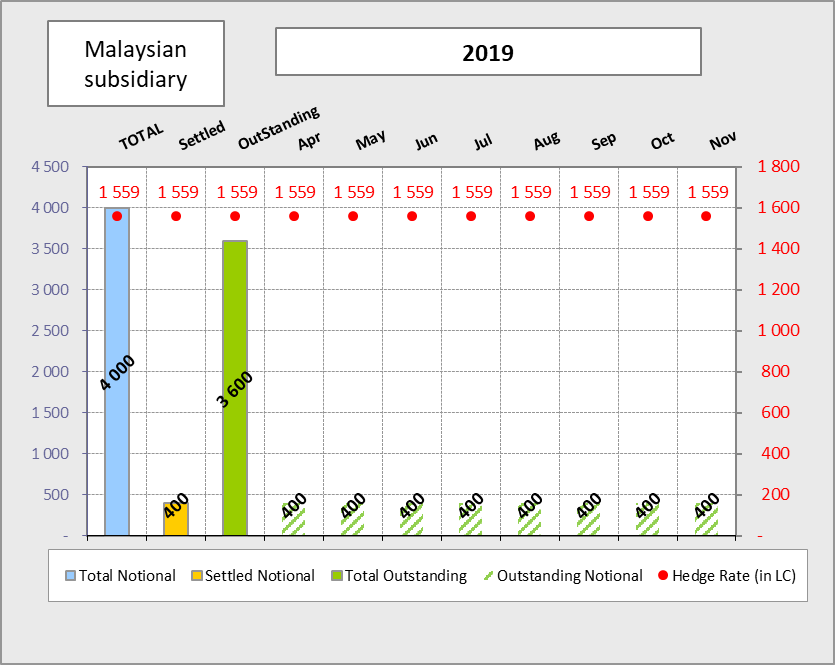 Malaysian
subsidiary
2019
TOTAL Settled OutStanding Apr May Jun Jul Aug Sep Oct Nov
4 500 1 800
1 559 1 559 1 559 1 559 1 559 1 559 1 559 1 559 1 559 1 559 1 559
4 000 1 600
3 500 1 400
3 000 1 200
2 500 1 000
2 000 4 000 3 600 800
1 500 600
1 000 400
500 400 400 400 400 400 400 400 400 400 200
- -
Total Notional Settled Notional Total Outstanding Outstanding Notional Hedge Rate (in LC)